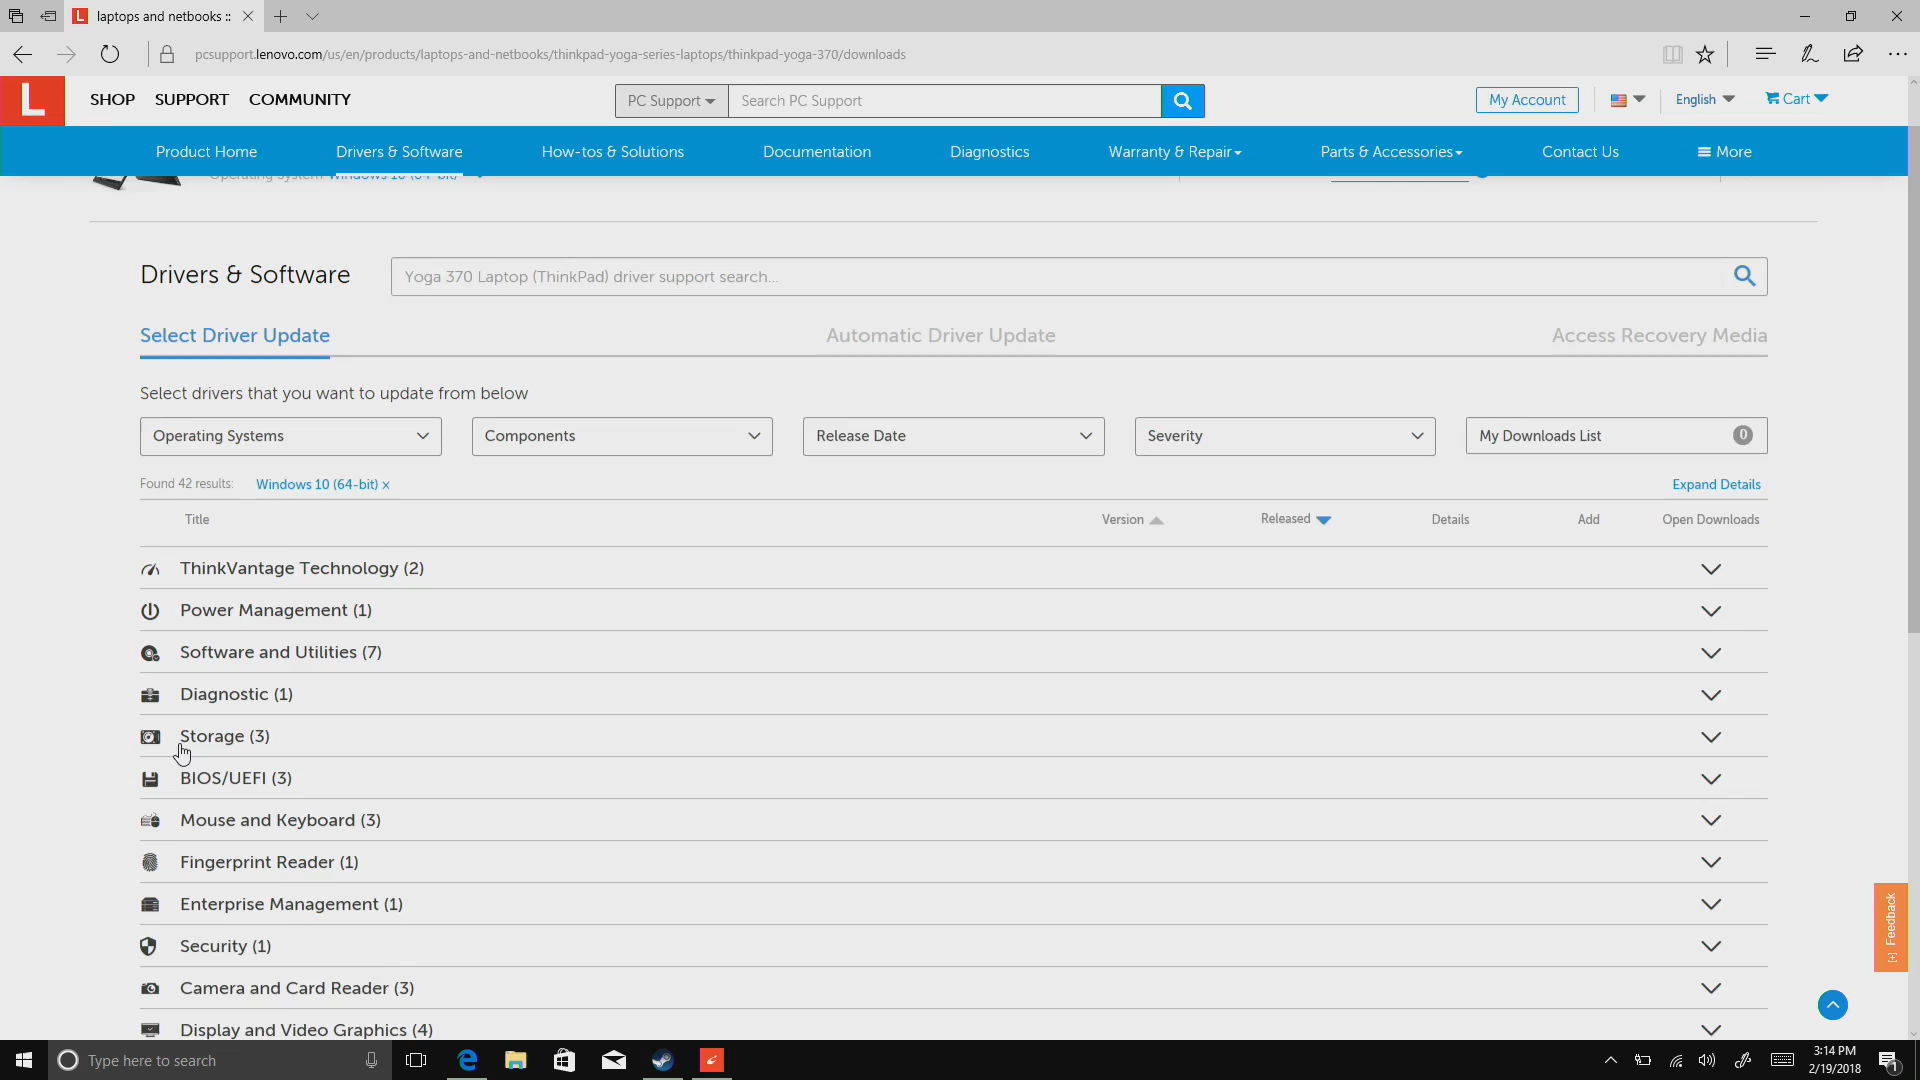 laptops and netbooks ::
pcsupport.lenovo.com/us/en/products/laptops-and-netbooks/thinkpad-yoga-series-laptops/thinkpad-yoga-370/downloads
L SHOP SUPPORT COMMUNITY PC Support Search PC Support My Account English Cart
Product Home Drivers & Software How-tos & Solutions Documentation Diagnostics Warranty & Repair Parts & Accessories Contact Us More
Operating System Windows 10 (64-bit)
Drivers & Software Yoga 370 Laptop (ThinkPad) driver support search...
Select Driver Update Automatic Driver Update Access Recovery Media
Select drivers that you want to update from below
Operating Systems Components Release Date Severity My Downloads List 0
Found 42 results: Windows 10 (64-bit) x Expand Details
Title Version Released Details Add Open Downloads
ThinkVantage Technology (2)
Power Management (1)
Software and Utilities (7)
Diagnostic (1)
Storage (3)
BIOS/UEFI (3)
Mouse and Keyboard (3)
Fingerprint Reader (1)
Enterprise Management (1)
Security (1)
Camera and Card Reader (3)
Display and Video Graphics (4)
[+] Feedback
Type here to search
3:14 PM
2/19/2018
1